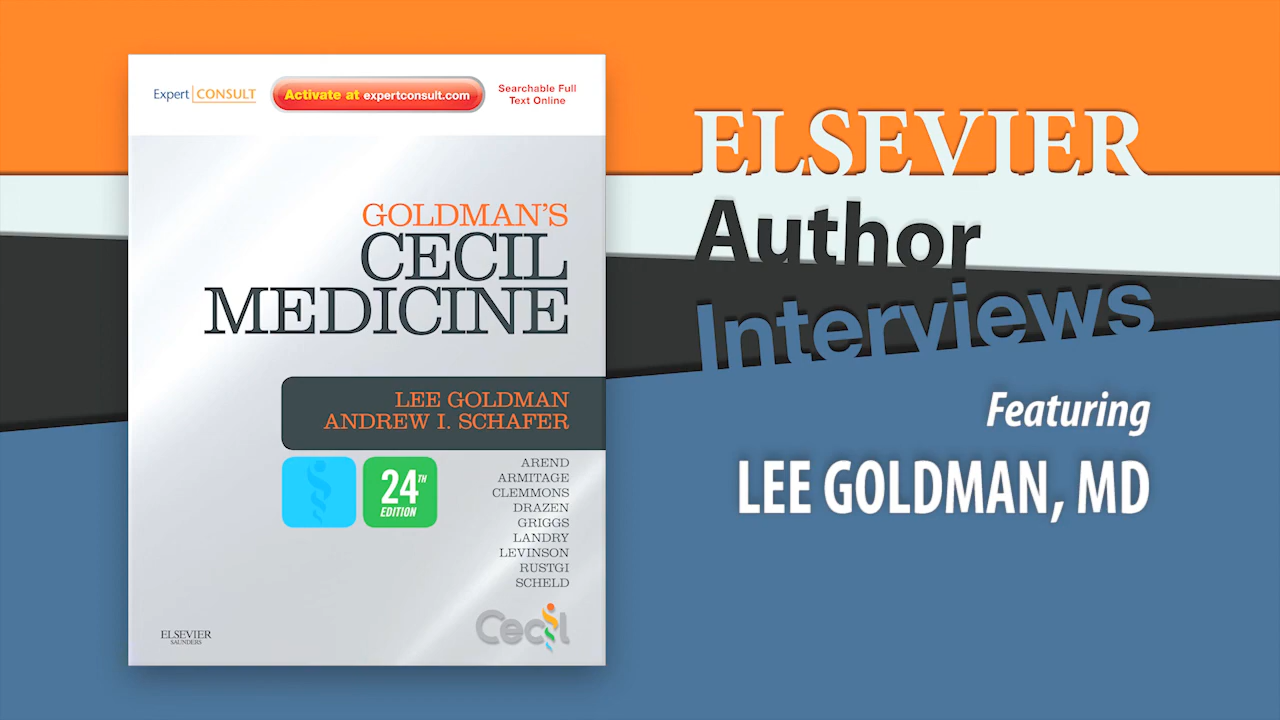 Expert CONSULT
Activate at expertconsult.com
Searchable Full
Text Online
GOLDMAN'S
CECIL
MEDICINE
LEE GOLDMAN
ANDREW I. SCHAFER
24TH
EDITION
AREND
ARMITAGE
CLEMMONS
DRAZEN
GRIGGS
LANDRY
LEVINSON
RUSTGI
SCHELD
Cecil
ELSEVIER
SAUNDERS
ELSEVIER
Author
Interviews
Featuring
LEE GOLDMAN, MD